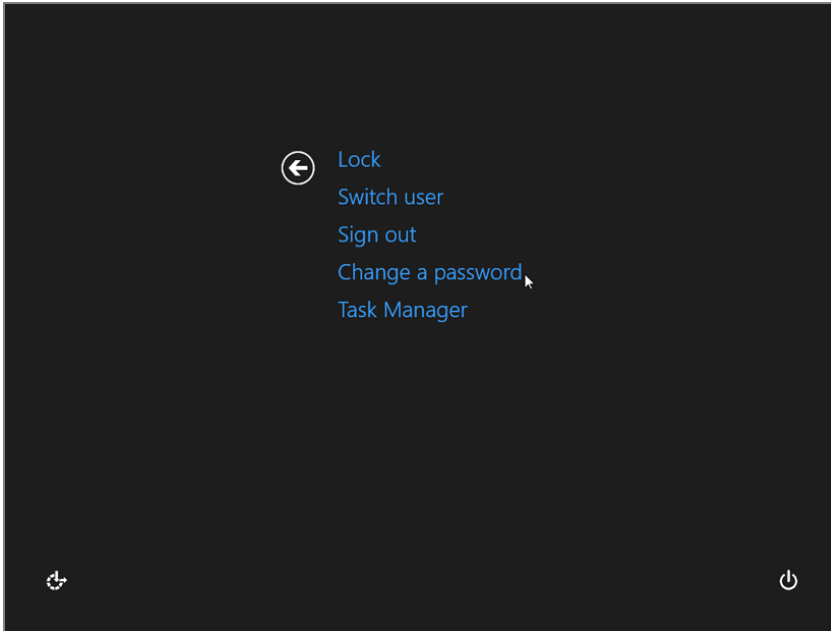 Lock
Switch user
Sign out
Change a password
Task Manager